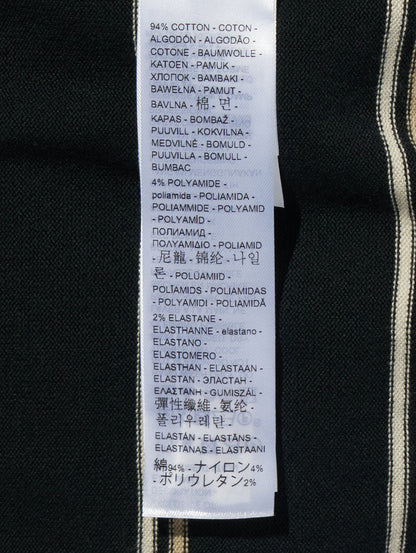 94% COTTON - COTON -
ALGODÓN - ALGODÃO -
COTONE - BAUMWOLLE -
KATOEN - PAMUK -
ХЛОПОК - BAMBAKI -
BAWEŁNA - PAMUT -
BAVLNA - 棉 - 면 -
KAPAS - BOMBAŽ -
PUUVILL - KOKVILNA -
MEDVILNĖ - BOMULD -
PUUVILLA - BOMULL -
BUMBAC
4% POLYAMIDE -
poliamida - POLIAMIDA -
POLIAMMIDE - POLYAMID
- POLYAMİD -
ПОЛИАМИД -
ΠΟΛΥΑΜΙΔΙΟ - POLIAMID
- 尼龍 - 锦纶 - 나일
론 - POLÜAMIID -
POLĪAMIDS - POLIAMIDAS
- POLYAMIDI - POLIAMIDĂ
2% ELASTANE -
ELASTHANNE - elastano -
ELASTANO -
ELASTOMERO -
ELASTHAN - ELASTAAN -
ELASTAN - ЭЛАСТАН -
ΕΛΑΣΤΑΝΗ - GUMISZÁL -
彈性纖維 - 氨纶 -
폴리우레탄 -
ELASTÁN - ELASTĀNS -
ELASTANAS - ELASTAANI
綿94% - ナイロン4%
- ポリウレタン2%